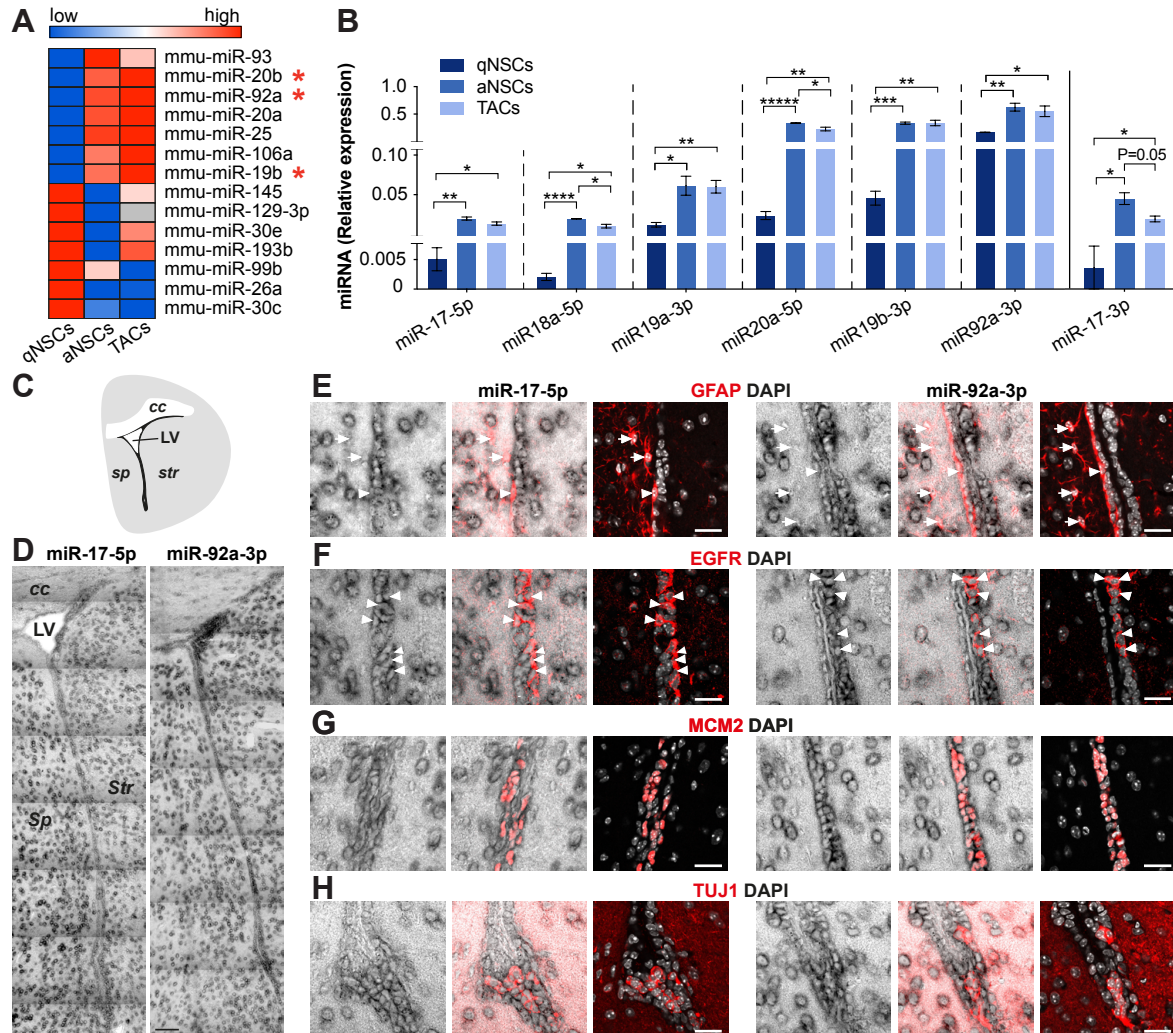 A
low
high
mmu-miR-93
mmu-miR-20b *
mmu-miR-92a *
mmu-miR-20a
mmu-miR-25
mmu-miR-106a
mmu-miR-19b *
mmu-miR-145
mmu-miR-129-3p
mmu-miR-30e
mmu-miR-193b
mmu-miR-99b
mmu-miR-26a
mmu-miR-30c
qNSCs
aNSCs
TACs
B
miRNA (Relative expression)
1.0
0.5
0.10
0.05
0.005
0
qNSCs
aNSCs
TACs
* **
* **** *
** *
** ***** *
** ***
* **
* P=0.05 *
miR-17-5p
miR18a-5p
miR19a-3p
miR20a-5p
miR19b-3p
miR92a-3p
miR-17-3p
C
cc
LV
sp
str
D
miR-17-5p
miR-92a-3p
cc
LV
Str
Sp
E
miR-17-5p
GFAP DAPI
miR-92a-3p
F
EGFR DAPI
G
MCM2 DAPI
H
TUJ1 DAPI